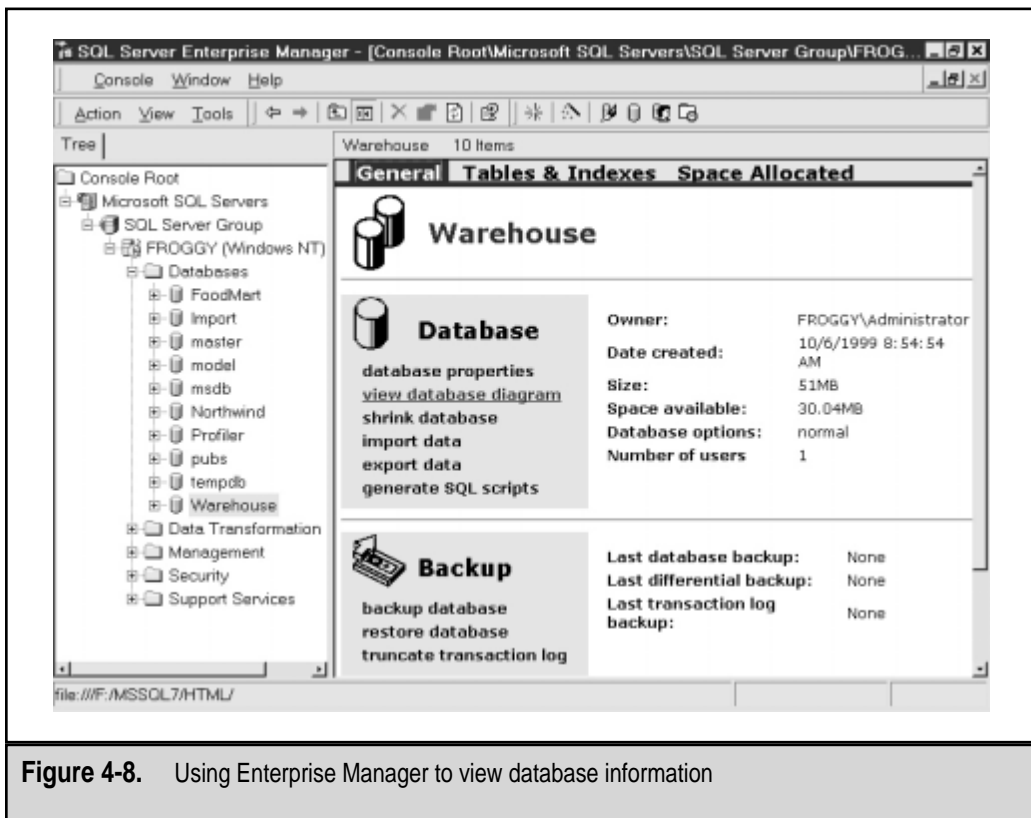 SQL Server Enterprise Manager - [Console Root\Microsoft SQL Servers\SQL Server Group\FROG...
Console Window Help
Action View Tools
Tree
Console Root
Microsoft SQL Servers
SQL Server Group
FROGGY (Windows NT)
Databases
FoodMart
Import
master
model
msdb
Northwind
Profiler
pubs
tempdb
Warehouse
Data Transformation
Management
Security
Support Services
Warehouse 10 Items
General Tables & Indexes Space Allocated
Warehouse
Database
database properties
view database diagram
shrink database
import data
export data
generate SQL scripts
Owner: FROGGY\Administrator
Date created: 10/6/1999 8:54:54
AM
Size: 51MB
Space available: 30.04MB
Database options: normal
Number of users 1
Backup
backup database
restore database
truncate transaction log
Last database backup: None
Last differential backup: None
Last transaction log
backup: None
file:///F:/MSSQL7/HTML/
Figure 4-8. Using Enterprise Manager to view database information